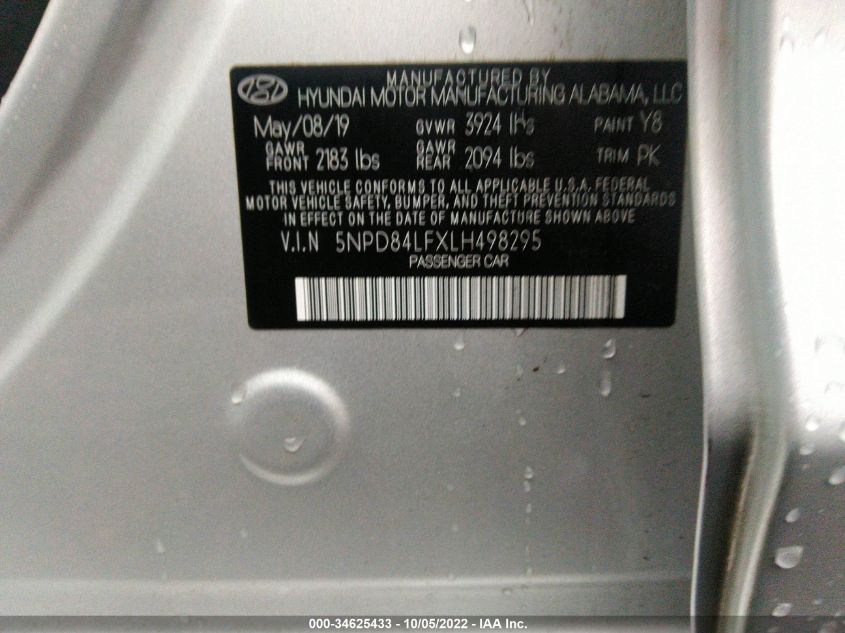 MANUFACTURED BY
HYUNDAI MOTOR MANUFACTURING ALABAMA, LLC
May/08/19 GVWR 3924 lHs PAINT Y8
GAWR FRONT 2183 lbs GAWR REAR 2094 lbs TRIM PK
THIS VEHICLE CONFORMS TO ALL APPLICABLE U.S.A. FEDERAL
MOTOR VEHICLE SAFETY, BUMPER, AND THEFT PREVENTION STANDARDS
IN EFFECT ON THE DATE OF MANUFACTURE SHOWN ABOVE
V.I.N 5NPD84LFXLH498295
PASSENGER CAR
000-34625433 - 10/05/2022 - IAA Inc.